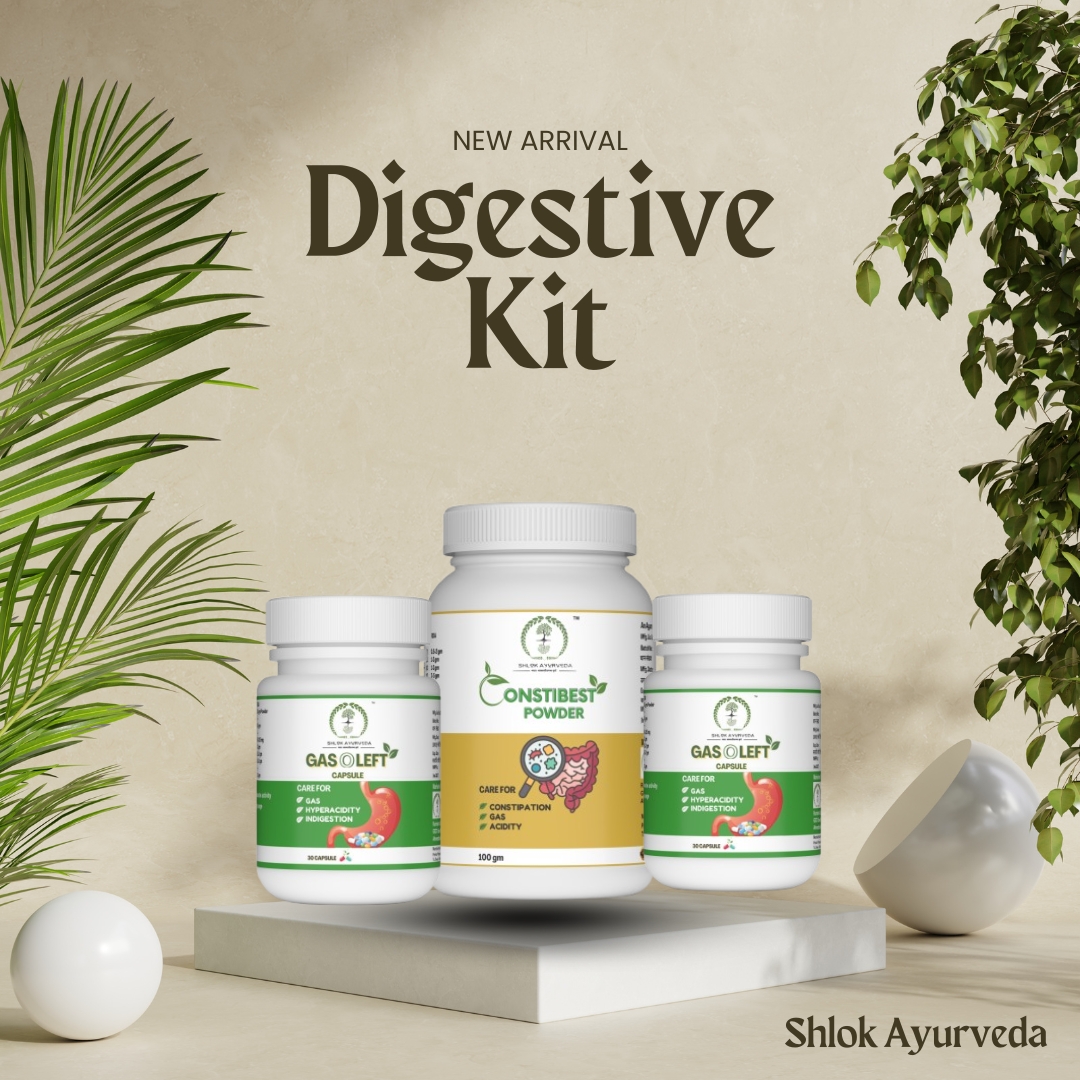 NEW ARRIVAL
Digestive
Kit
SHLOK AYURVEDA
GAS O LEFT
CAPSULE
CARE FOR
GAS
HYPERACIDITY
INDIGESTION
30 CAPSULE
TM
SHLOK AYURVEDA
CONSTIBEST
POWDER
CARE FOR
CONSTIPATION
GAS
ACIDITY
100 gm
SHLOK AYURVEDA
GAS O LEFT
CAPSULE
CARE FOR
GAS
HYPERACIDITY
INDIGESTION
30 CAPSULE
Shlok Ayurveda